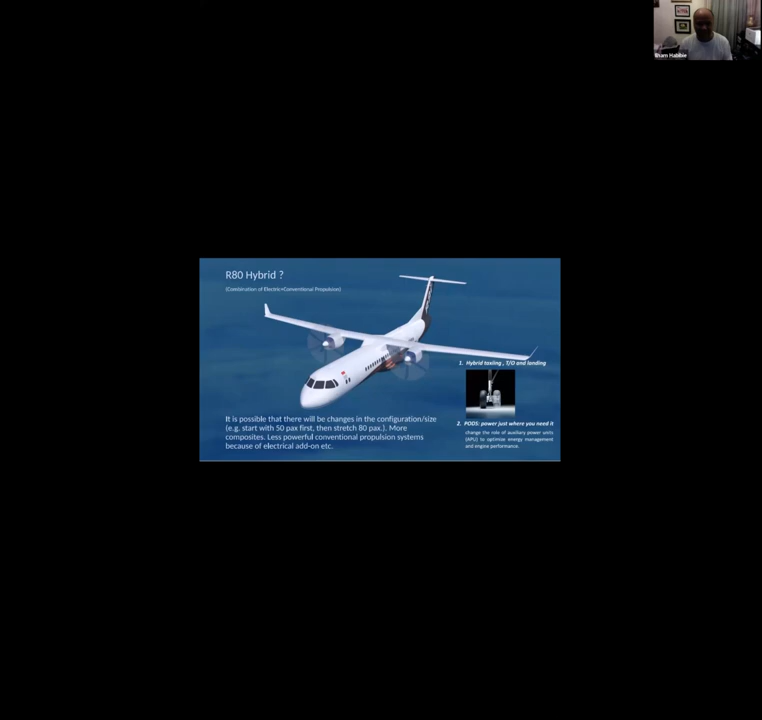 Ilham Habibie
R80 Hybrid ?
(Combination of Electric+Conventional Propulsion)
1. Hybrid taxiing , T/O and landing
It is possible that there will be changes in the configuration/size
(e.g. start with 50 pax first, then stretch 80 pax.). More
composites. Less powerful conventional propulsion systems
because of electrical add-on etc.
2. PODS: power just where you need it
change the role of auxiliary power units
(APU) to optimize energy management
and engine performance.